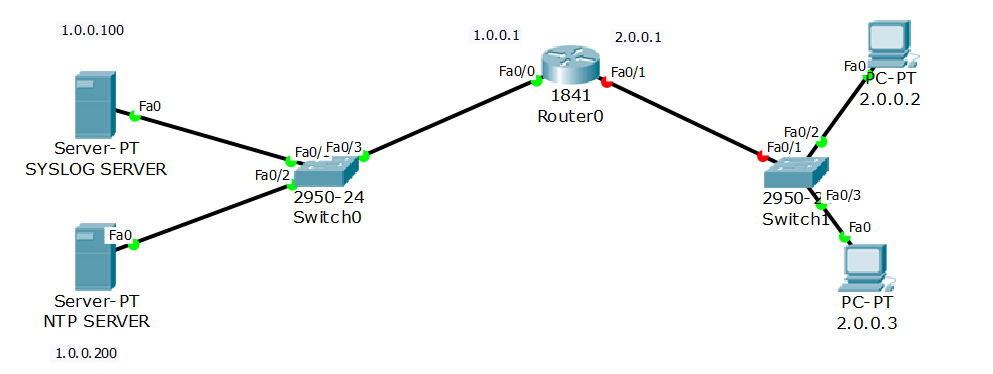 1.0.0.100
Fa0
Server-PT
SYSLOG SERVER
Fa0
Server-PT
NTP SERVER
1.0.0.200
Fa0/1
Fa0/3
Fa0/2
2950-24
Switch0
1.0.0.1
2.0.0.1
Fa0/0
Fa0/1
1841
Router0
Fa0/2
Fa0/1
Fa0/3
Switch1
Fa0
PC-PT
2.0.0.2
Fa0
PC-PT
2.0.0.3